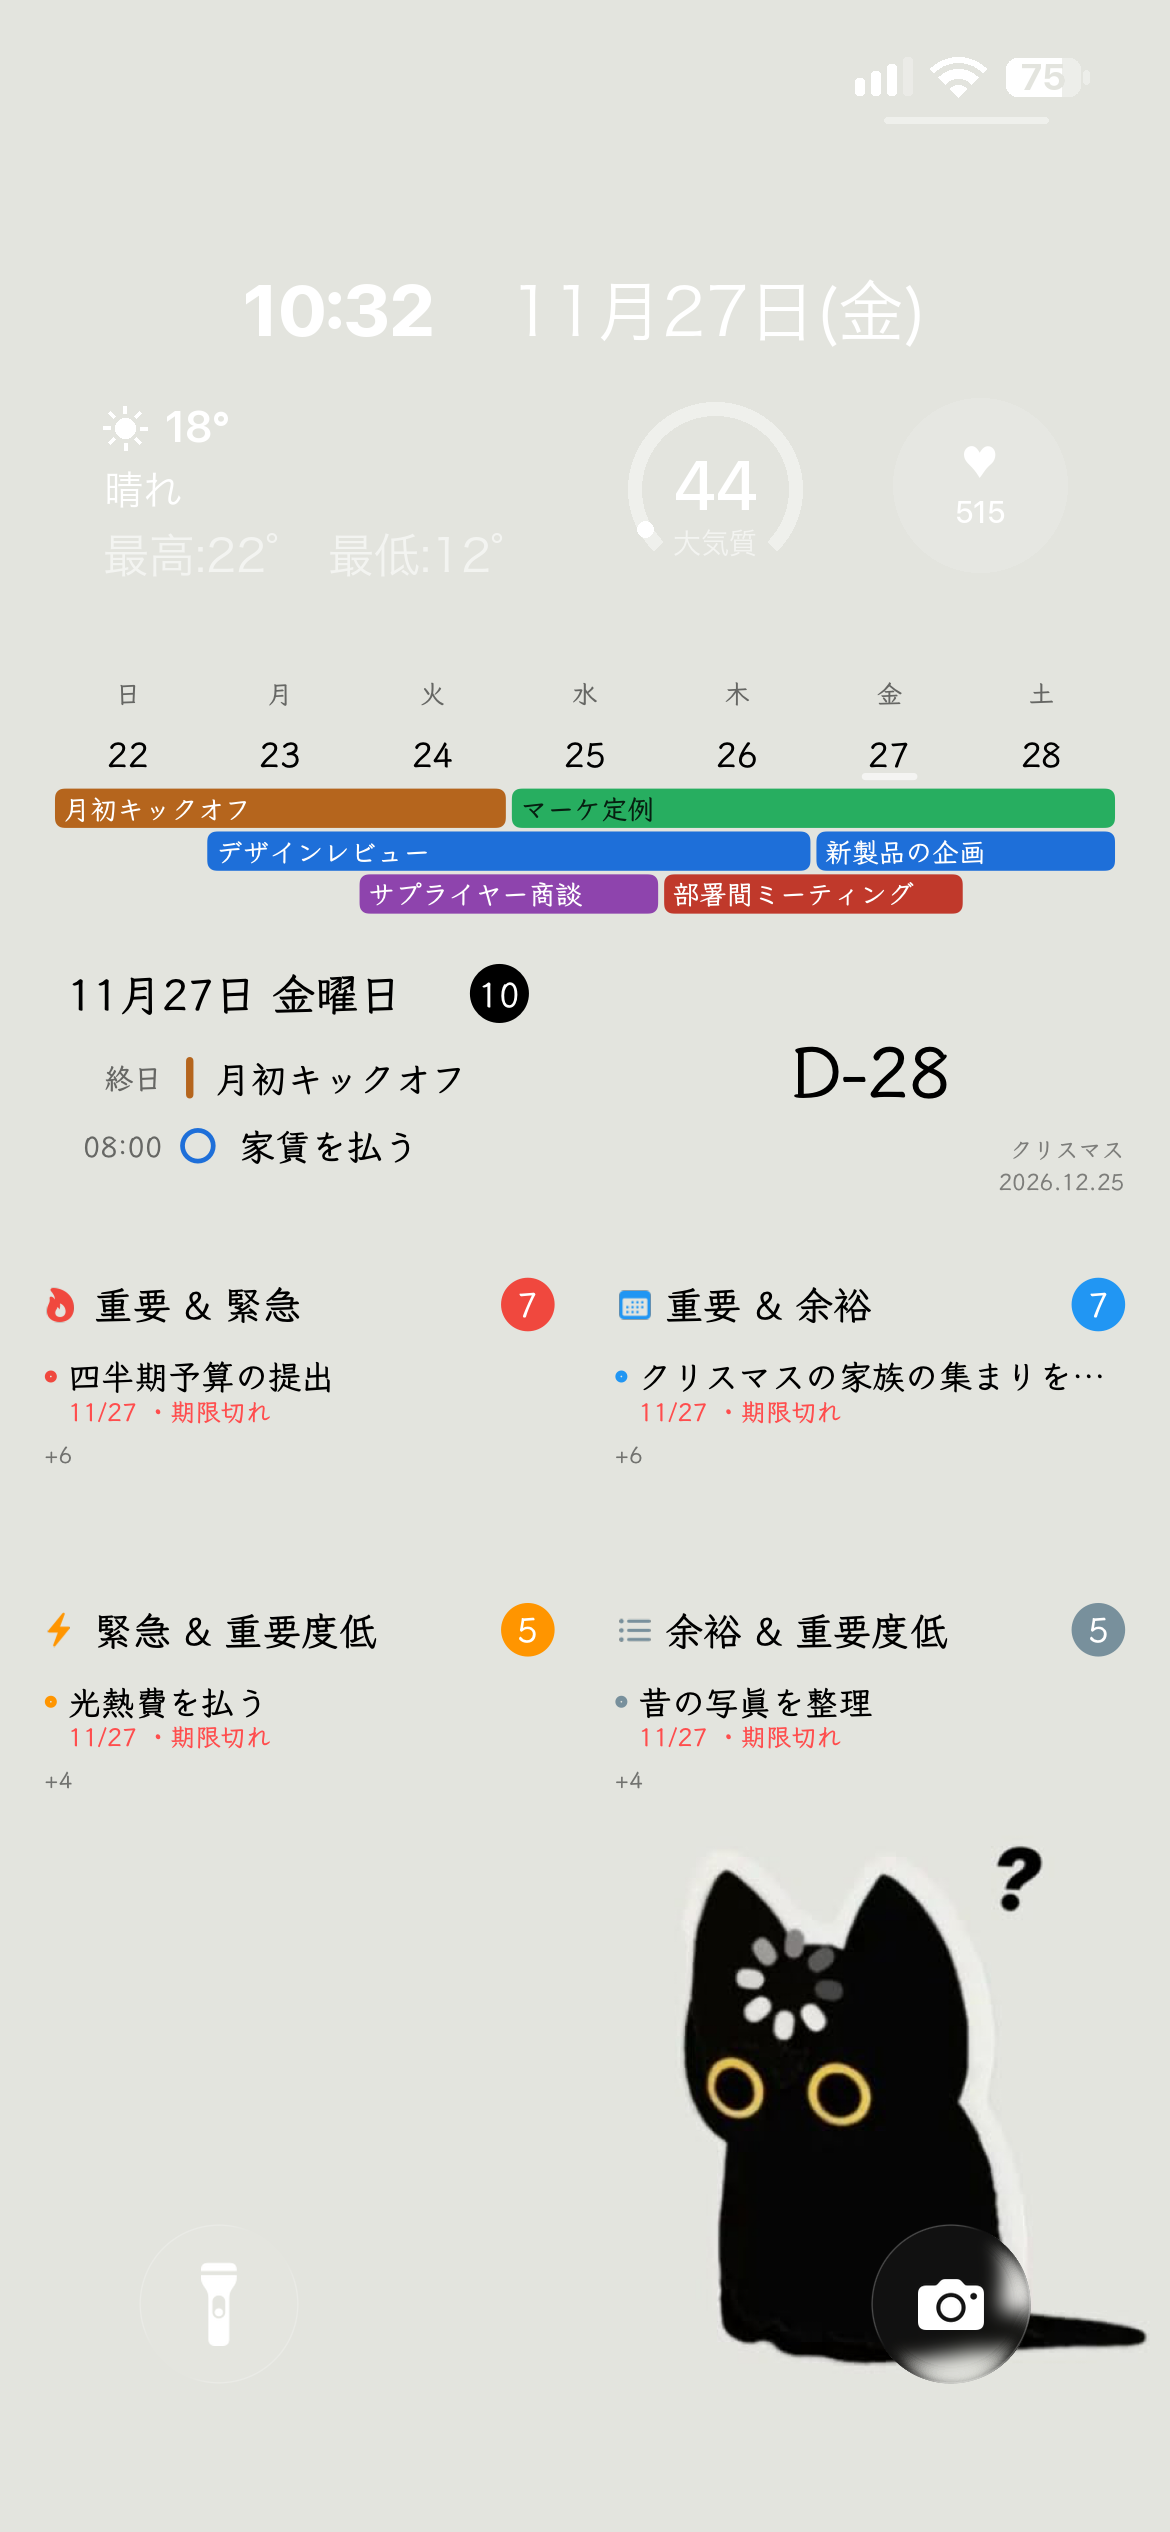 75
10:32 11月27日(金)
18°
晴れ
最高:22° 最低:12°
44
大気質
515
日 月 火 水 木 金 土
22 23 24 25 26 27 28
月初キックオフ マーケ定例
デザインレビュー 新製品の企画
サプライヤー商談 部署間ミーティング
11月27日 金曜日 10
終日 月初キックオフ
08:00 家賃を払う
D-28
クリスマス
2026.12.25
重要 & 緊急 7
四半期予算の提出
11/27 ・期限切れ
+6
重要 & 余裕 7
クリスマスの家族の集まりを…
11/27 ・期限切れ
+6
緊急 & 重要度低 5
光熱費を払う
11/27 ・期限切れ
+4
余裕 & 重要度低 5
昔の写真を整理
11/27 ・期限切れ
+4
?